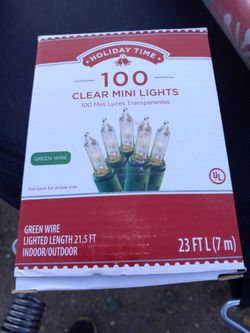 HOLIDAY TIME
100
CLEAR MINI LIGHTS
100 Mini Luces Transparentes
GREEN WIRE
See back for actual size
UL
GREEN WIRE
LIGHTED LENGTH 21.5 FT
INDOOR/OUTDOOR
23 FT L (7 m)